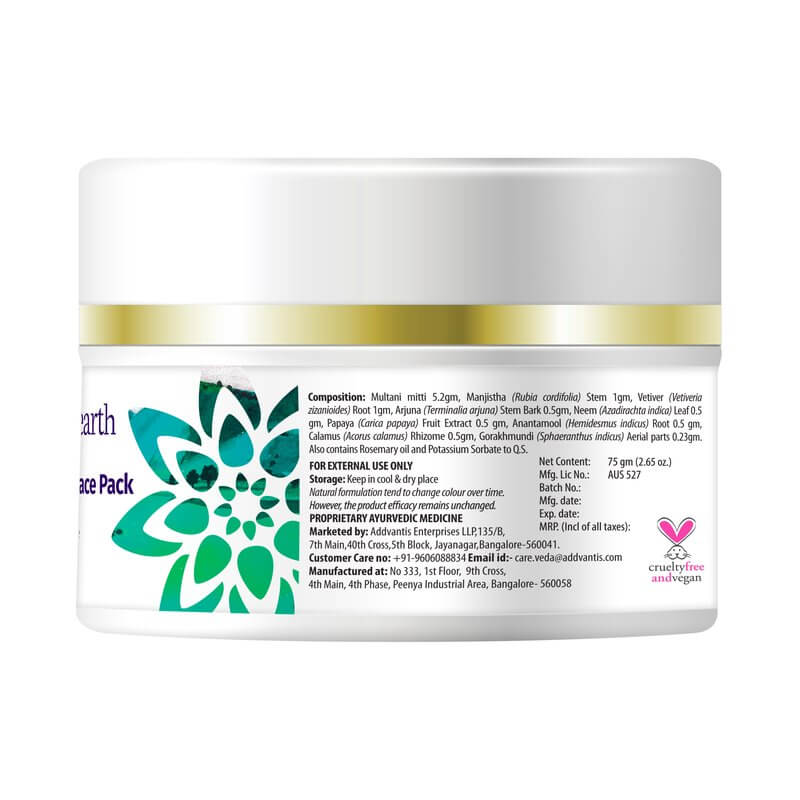 earth
ace Pack
Composition: Multani mitti 5.2gm, Manjistha (Rubia cordifolia) Stem 1gm, Vetiver (Vetiveria
zizanioides) Root 1gm, Arjuna (Terminalia arjuna) Stem Bark 0.5gm, Neem (Azadirachta indica) Leaf 0.5
gm, Papaya (Carica papaya) Fruit Extract 0.5 gm, Anantamool (Hemidesmus indicus) Root 0.5 gm,
Calamus (Acorus calamus) Rhizome 0.5gm, Gorakhmundi (Sphaeranthus indicus) Aerial parts 0.23gm.
Also contains Rosemary oil and Potassium Sorbate to Q.S.
FOR EXTERNAL USE ONLY
Storage: Keep in cool & dry place
Natural formulation tend to change colour over time.
However, the product efficacy remains unchanged.
PROPRIETARY AYURVEDIC MEDICINE
Marketed by: Addvantis Enterprises LLP,135/B,
7th Main,40th Cross,5th Block, Jayanagar,Bangalore-560041.
Customer Care no: +91-9606088834 Email id:- care.veda@addvantis.com
Manufactured at: No 333, 1st Floor, 9th Cross,
4th Main, 4th Phase, Peenya Industrial Area, Bangalore- 560058
Net Content: 75 gm (2.65 oz.)
Mfg. Lic No.: AUS 527
Batch No.:
Mfg. date:
Exp. date:
MRP. (Incl of all taxes):
crueltyfree
andvegan